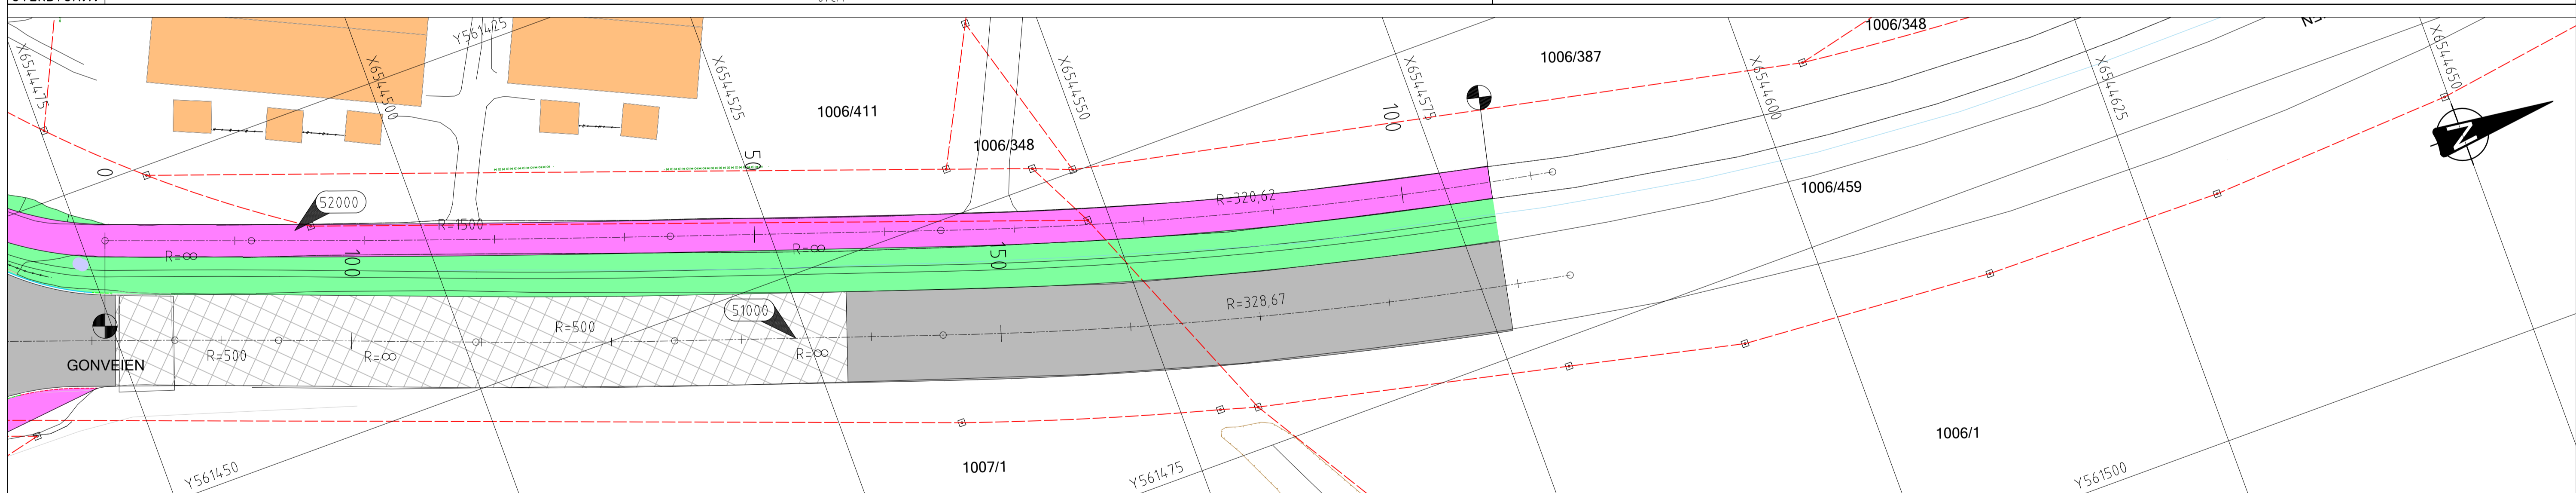 X6544475
X6544500
Y561425
X6544525
X6544550
X6544575
X6544600
X6544625
X6544650
1006/348
1006/387
1006/411
1006/348
100
50
0
1006/459
N
52000
R=1500
R=320,62
R=∞
R=∞
100
150
51000
R=328,67
R=500
R=500
R=∞
R=∞
GONVEIEN
1006/1
1007/1
Y561450
Y561475
Y561500